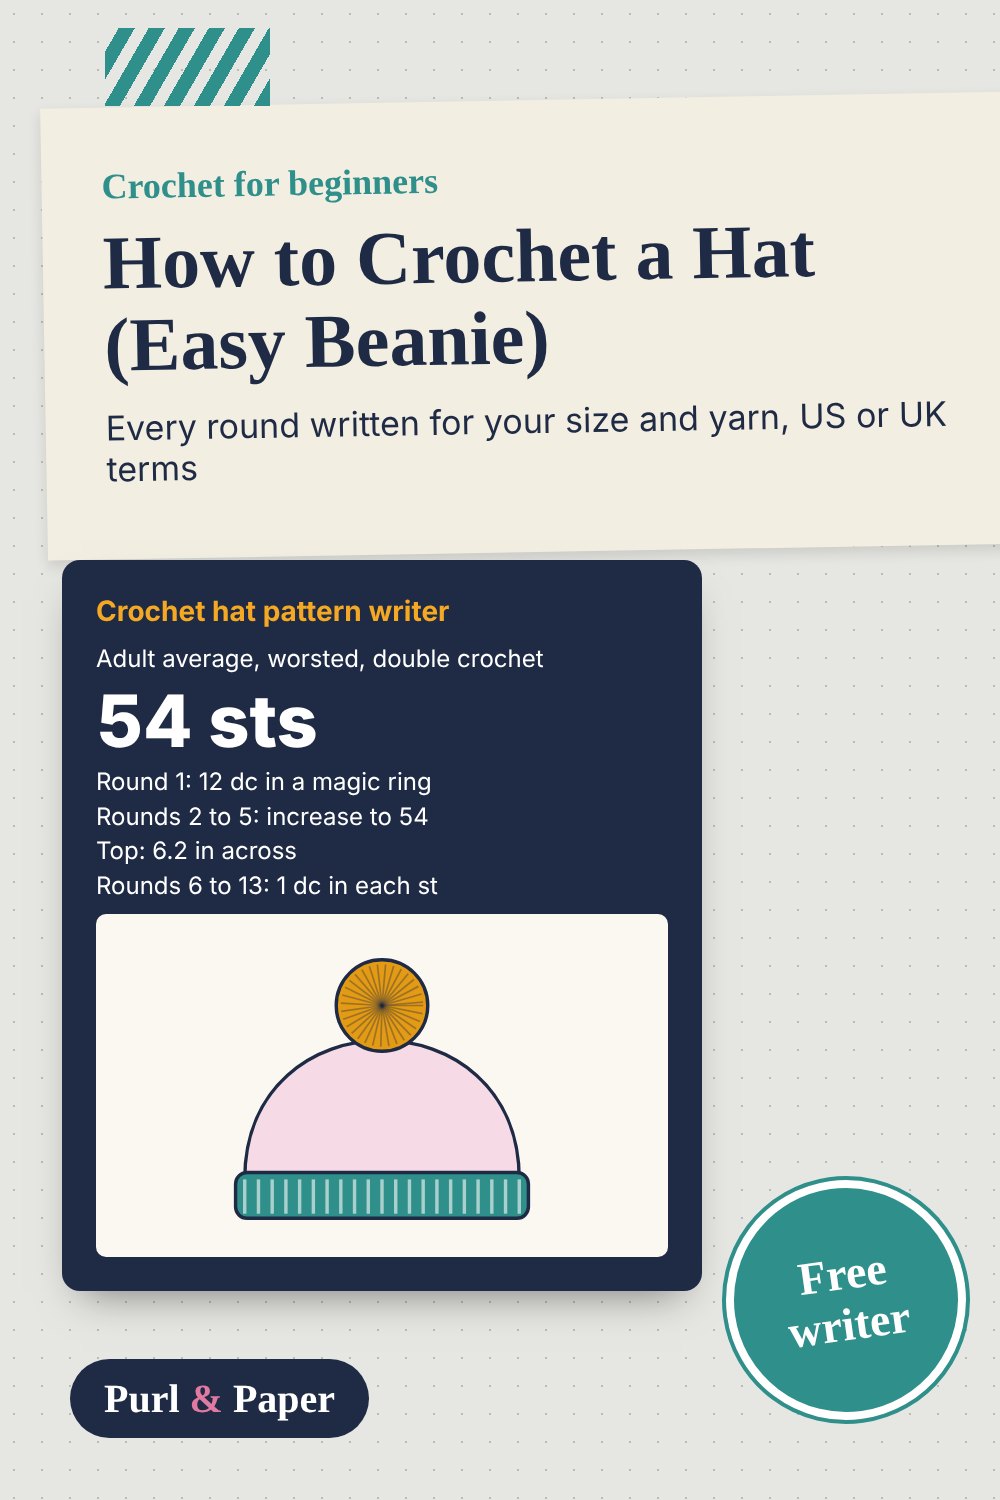 Crochet for beginners
How to Crochet a Hat
(Easy Beanie)
Every round written for your size and yarn, US or UK
terms
Crochet hat pattern writer
Adult average, worsted, double crochet
54 sts
Round 1: 12 dc in a magic ring
Rounds 2 to 5: increase to 54
Top: 6.2 in across
Rounds 6 to 13: 1 dc in each st
Free
writer
Purl & Paper